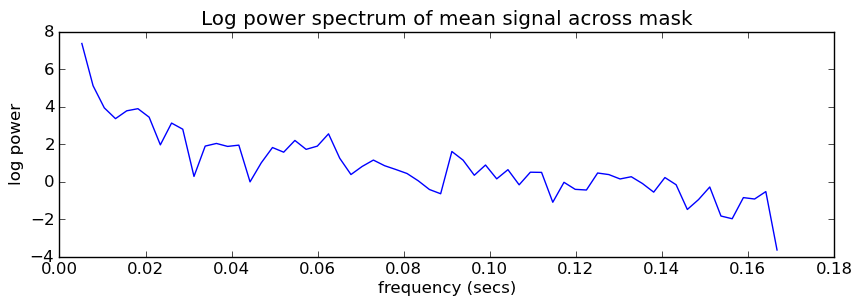 Log power spectrum of mean signal across mask
8
6
4
2
0
−2
−4
log power
0.00 0.02 0.04 0.06 0.08 0.10 0.12 0.14 0.16 0.18
frequency (secs)